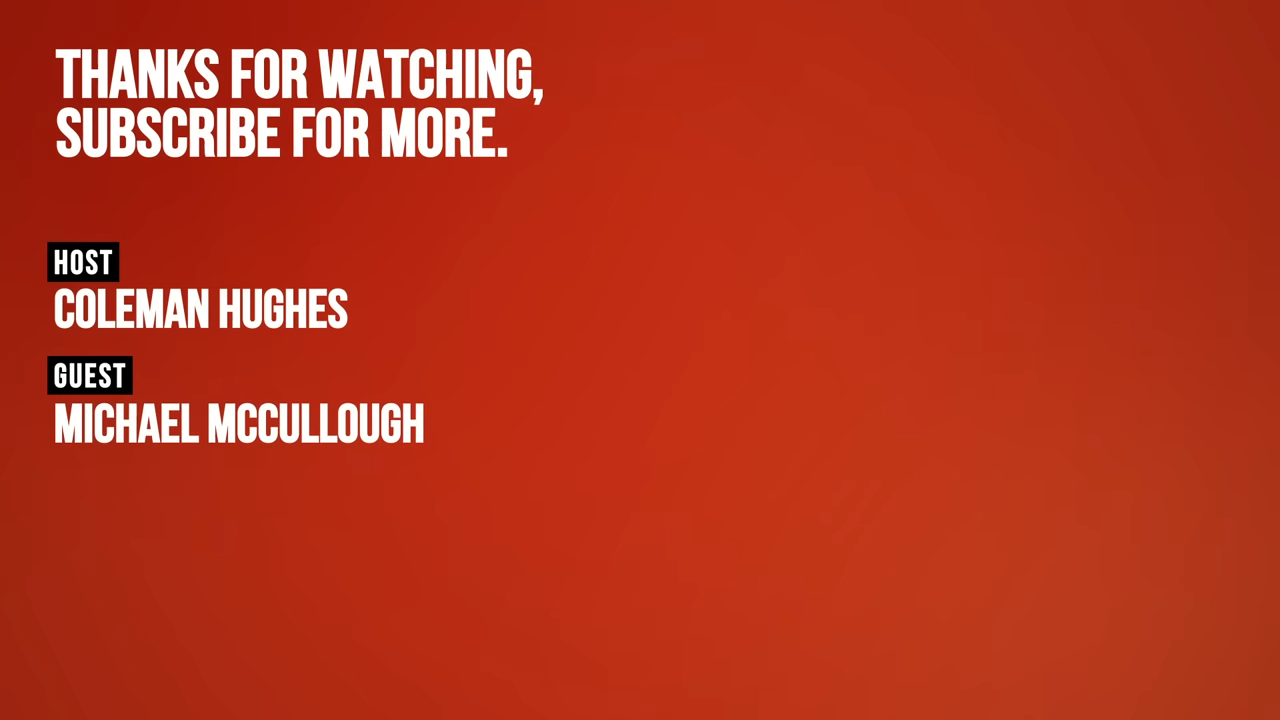 THANKS FOR WATCHING,
SUBSCRIBE FOR MORE.
HOST
COLEMAN HUGHES
GUEST
MICHAEL MCCULLOUGH